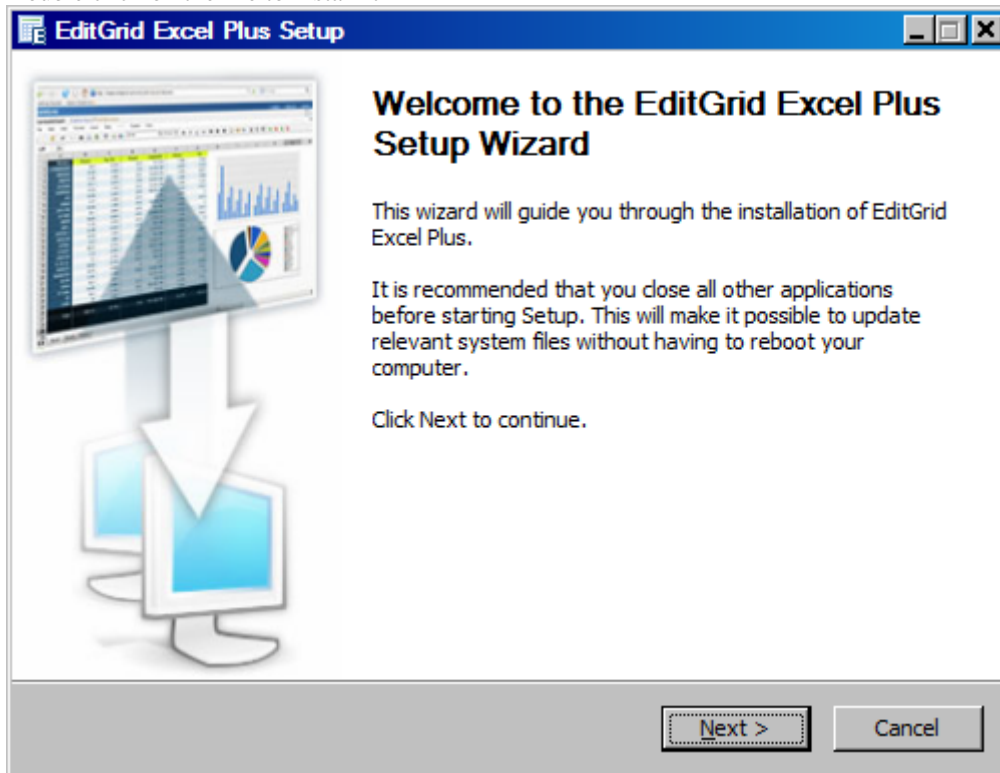 EditGrid Excel Plus Setup
Welcome to the EditGrid Excel Plus
Setup Wizard
This wizard will guide you through the installation of EditGrid
Excel Plus.
It is recommended that you close all other applications
before starting Setup. This will make it possible to update
relevant system files without having to reboot your
computer.
Click Next to continue.
Next >
Cancel